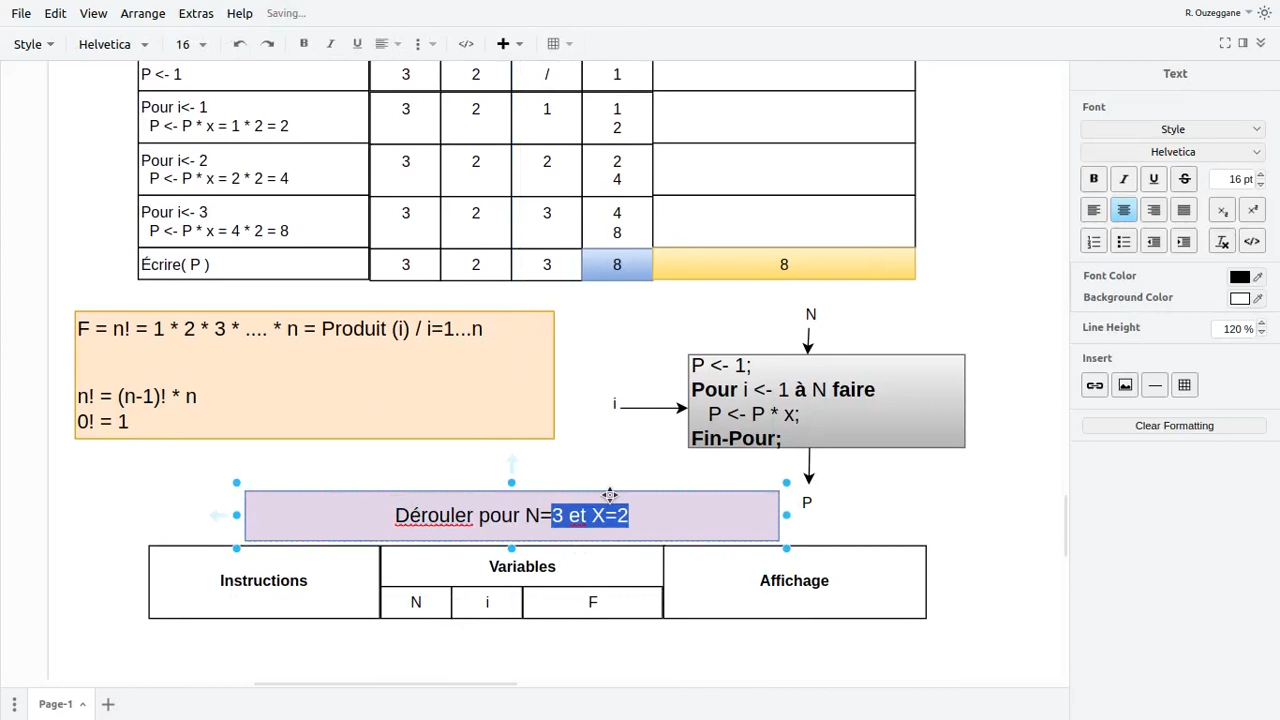 File Edit View Arrange Extras Help Saving... R. Ouzeggane
Style Helvetica 16 B I U </>
Text
Font
Style
Helvetica
B I U S 16 pt
Font Color
Background Color
Line Height 120 %
Insert
Clear Formatting
P <- 1 3 2 / 1
Pour i<- 1 3 2 1 1
P <- P * x = 1 * 2 = 2 2
Pour i<- 2 3 2 2 2
P <- P * x = 2 * 2 = 4 4
Pour i<- 3 3 2 3 4
P <- P * x = 4 * 2 = 8 8
Écrire( P ) 3 2 3 8 8
F = n! = 1 * 2 * 3 * .... * n = Produit (i) / i=1...n
n! = (n-1)! * n
0! = 1
N
i
P <- 1;
Pour i <- 1 à N faire
P <- P * x;
Fin-Pour;
P
Dérouler pour N=3 et X=2
Instructions Variables Affichage
N i F
Page-1